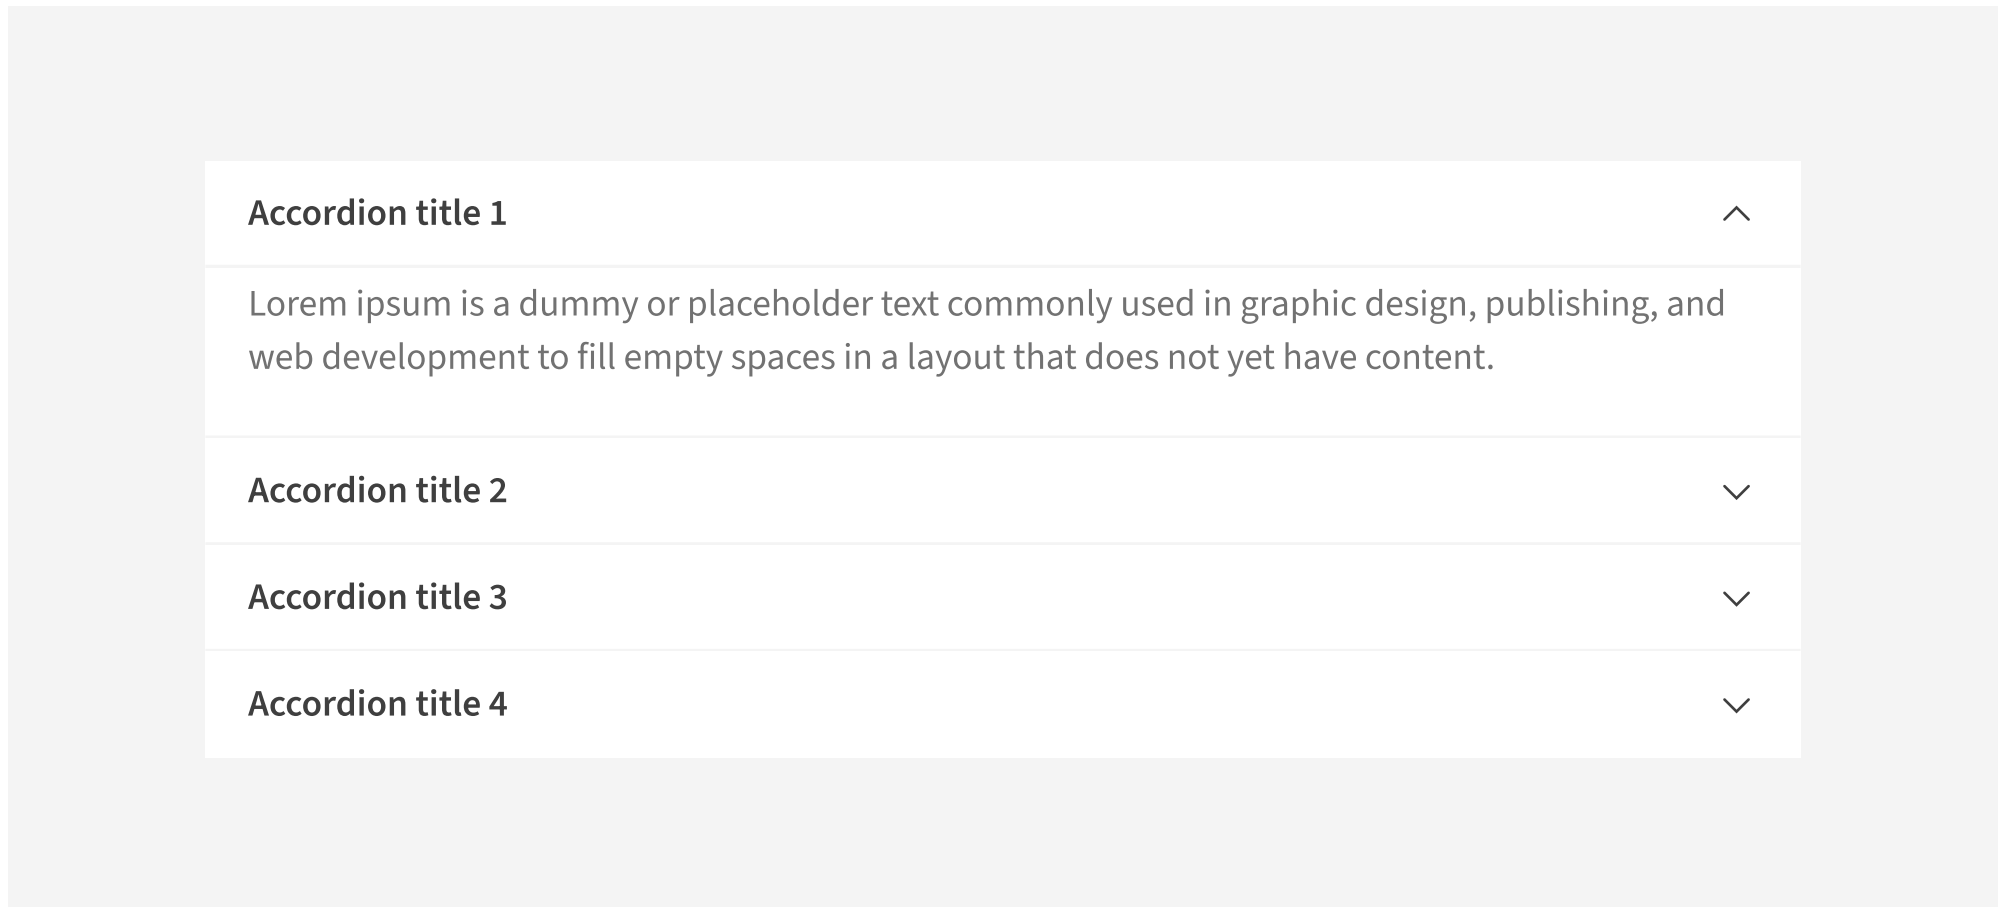 Accordion title 1
Lorem ipsum is a dummy or placeholder text commonly used in graphic design, publishing, and
web development to fill empty spaces in a layout that does not yet have content.
Accordion title 2
Accordion title 3
Accordion title 4